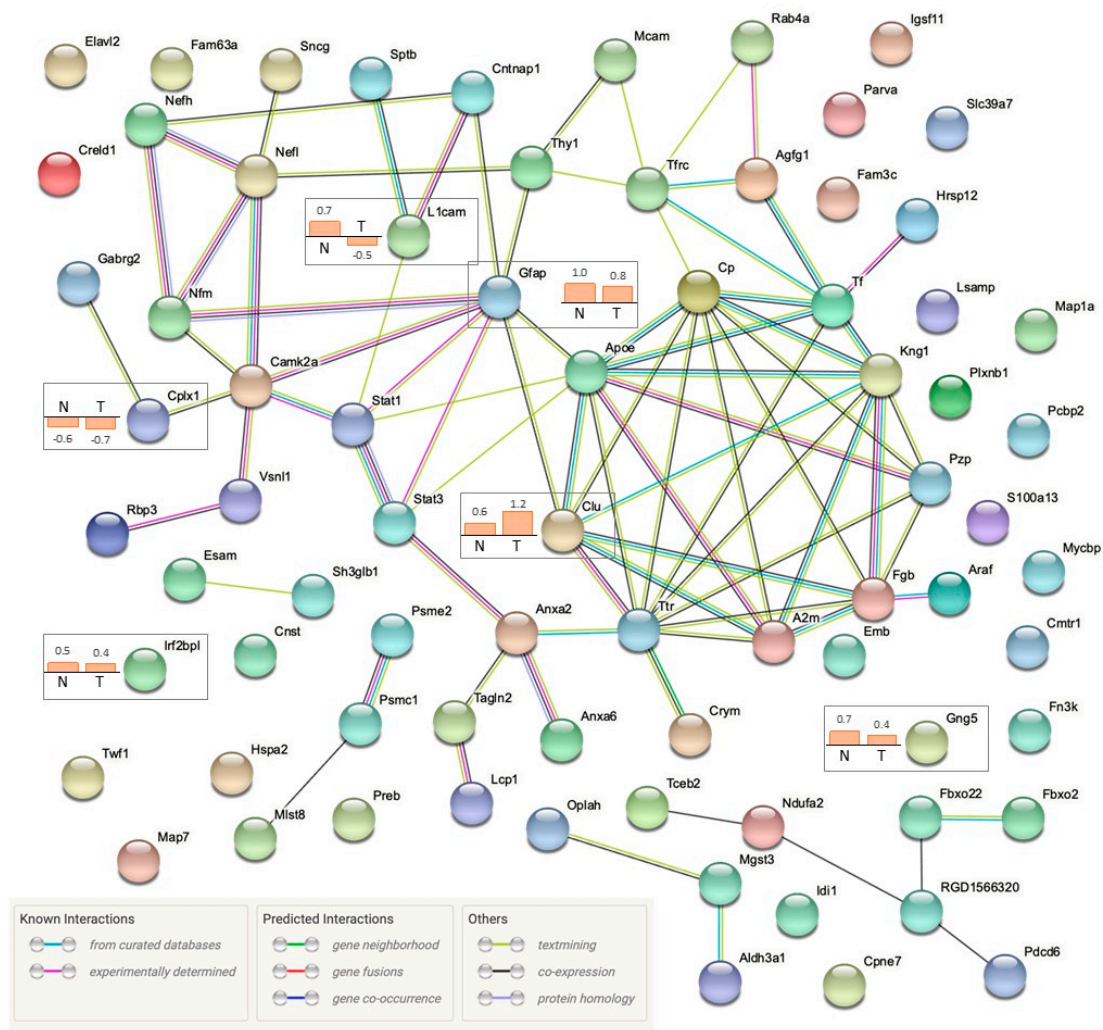 Elavl2
Fam63a
Sncg
Sptb
Cntnap1
Mcam
Rab4a
Igsf11
Nefh
Parva
Slc39a7
Creld1
Nefl
Thy1
Tfrc
Agfg1
Fam3c
Hrsp12
0.7
T
N
-0.5
L1cam
Gabrg2
Nfm
Gfap
1.0
0.8
N T
Cp
Tf
Lsamp
Map1a
Camk2a
Apoe
Kng1
Plxnb1
N T
-0.6 -0.7
Cplx1
Stat1
Pcbp2
Vsnl1
Pzp
Rbp3
Stat3
0.6
1.2
N T
Clu
S100a13
Mycbp
Esam
Sh3glb1
Fgb
Araf
Psme2
Anxa2
Ttr
A2m
Emb
Cmtr1
Cnst
0.5 0.4
N T
Irf2bpl
Psmc1
Tagln2
Anxa6
Crym
0.7
0.4
N T
Gng5
Fn3k
Twf1
Hspa2
Preb
Lcp1
Mlst8
Map7
Oplah
Tceb2
Ndufa2
Fbxo22
Fbxo2
Mgst3
Idi1
RGD1566320
Aldh3a1
Cpne7
Pdcd6
Known Interactions
from curated databases
experimentally determined
Predicted Interactions
gene neighborhood
gene fusions
gene co-occurrence
Others
textmining
co-expression
protein homology